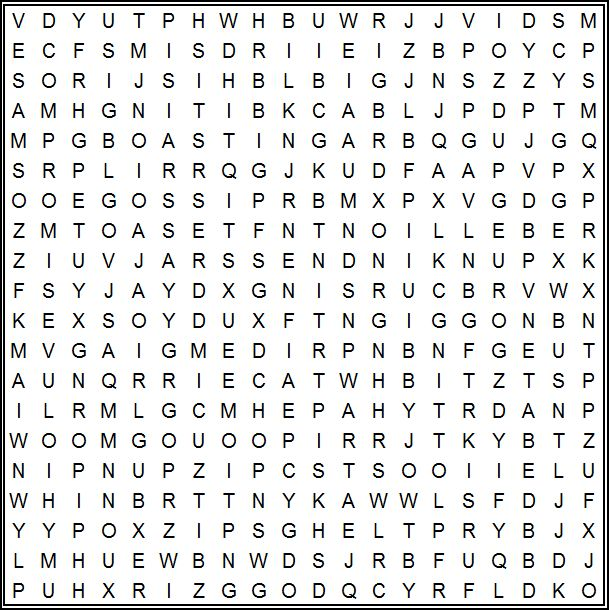 V D Y U T P H W H B U W R J J V I D S M
E C F S M I S D R I I E I Z B P O Y C P
S O R I J S I H B L B I G J N S Z Z Y S
A M H G N I T I B K C A B L J P D P T M
M P G B O A S T I N G A R B Q G U J G Q
S R P L I R R Q G J K U D F A A P V P X
O O E G O S S I P R B M X P X V G D G P
Z M T O A S E T F N T N O I L L E B E R
Z I U V J A R S S E N D N I K N U P X K
F S Y J A Y D X G N I S R U C B R V W X
K E X S O Y D U X F T N G I G G O N B N
M V G A I G M E D I R P N B N F G E U T
A U N Q R R I E C A T W H B I T Z T S P
I L R M L G C M H E P A H Y T R D A N P
W O O M G O U O O P I R R J T K Y B T Z
N I P N U P Z I P C S T S O O I I E L U
W H I N B R T T N Y K A W W L S F D J F
Y Y P O X Z I P S G H E L T P R Y B J X
L M H U E W B N W D S J R B F U Q B D J
P U H X R I Z G G O D Q C Y R F L D K O